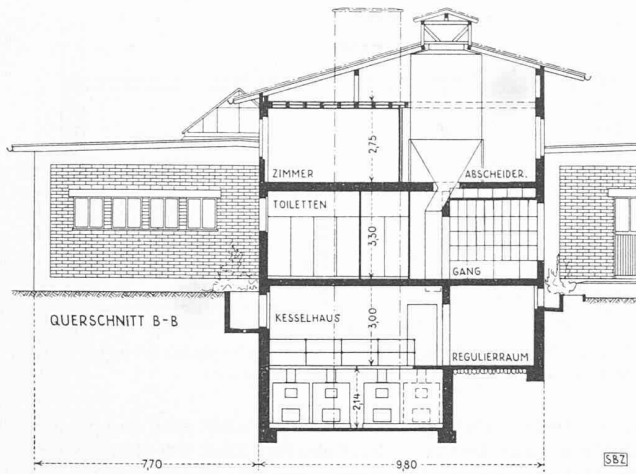 2,75
ZIMMER
ABSCHEIDER.
TOILETTEN
3,30
GANG
QUERSCHNITT B-B
KESSELHAUS
3,00
REGULIERRAUM
2,14
7,70
9,80
SBZ